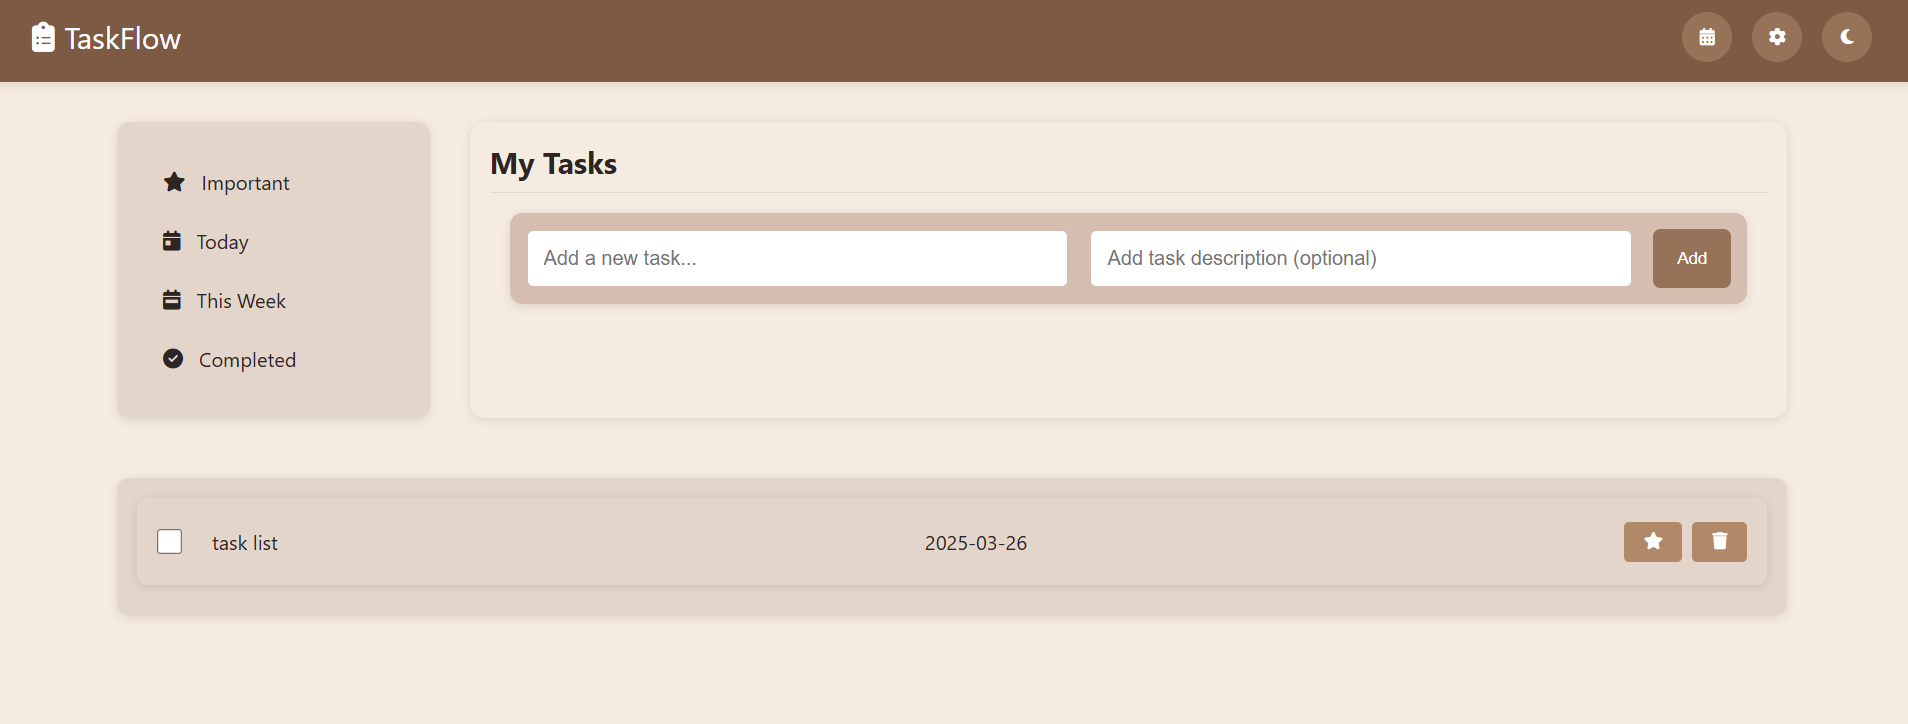 TaskFlow
Important
Today
This Week
Completed
My Tasks
Add a new task...
Add task description (optional)
Add
task list
2025-03-26